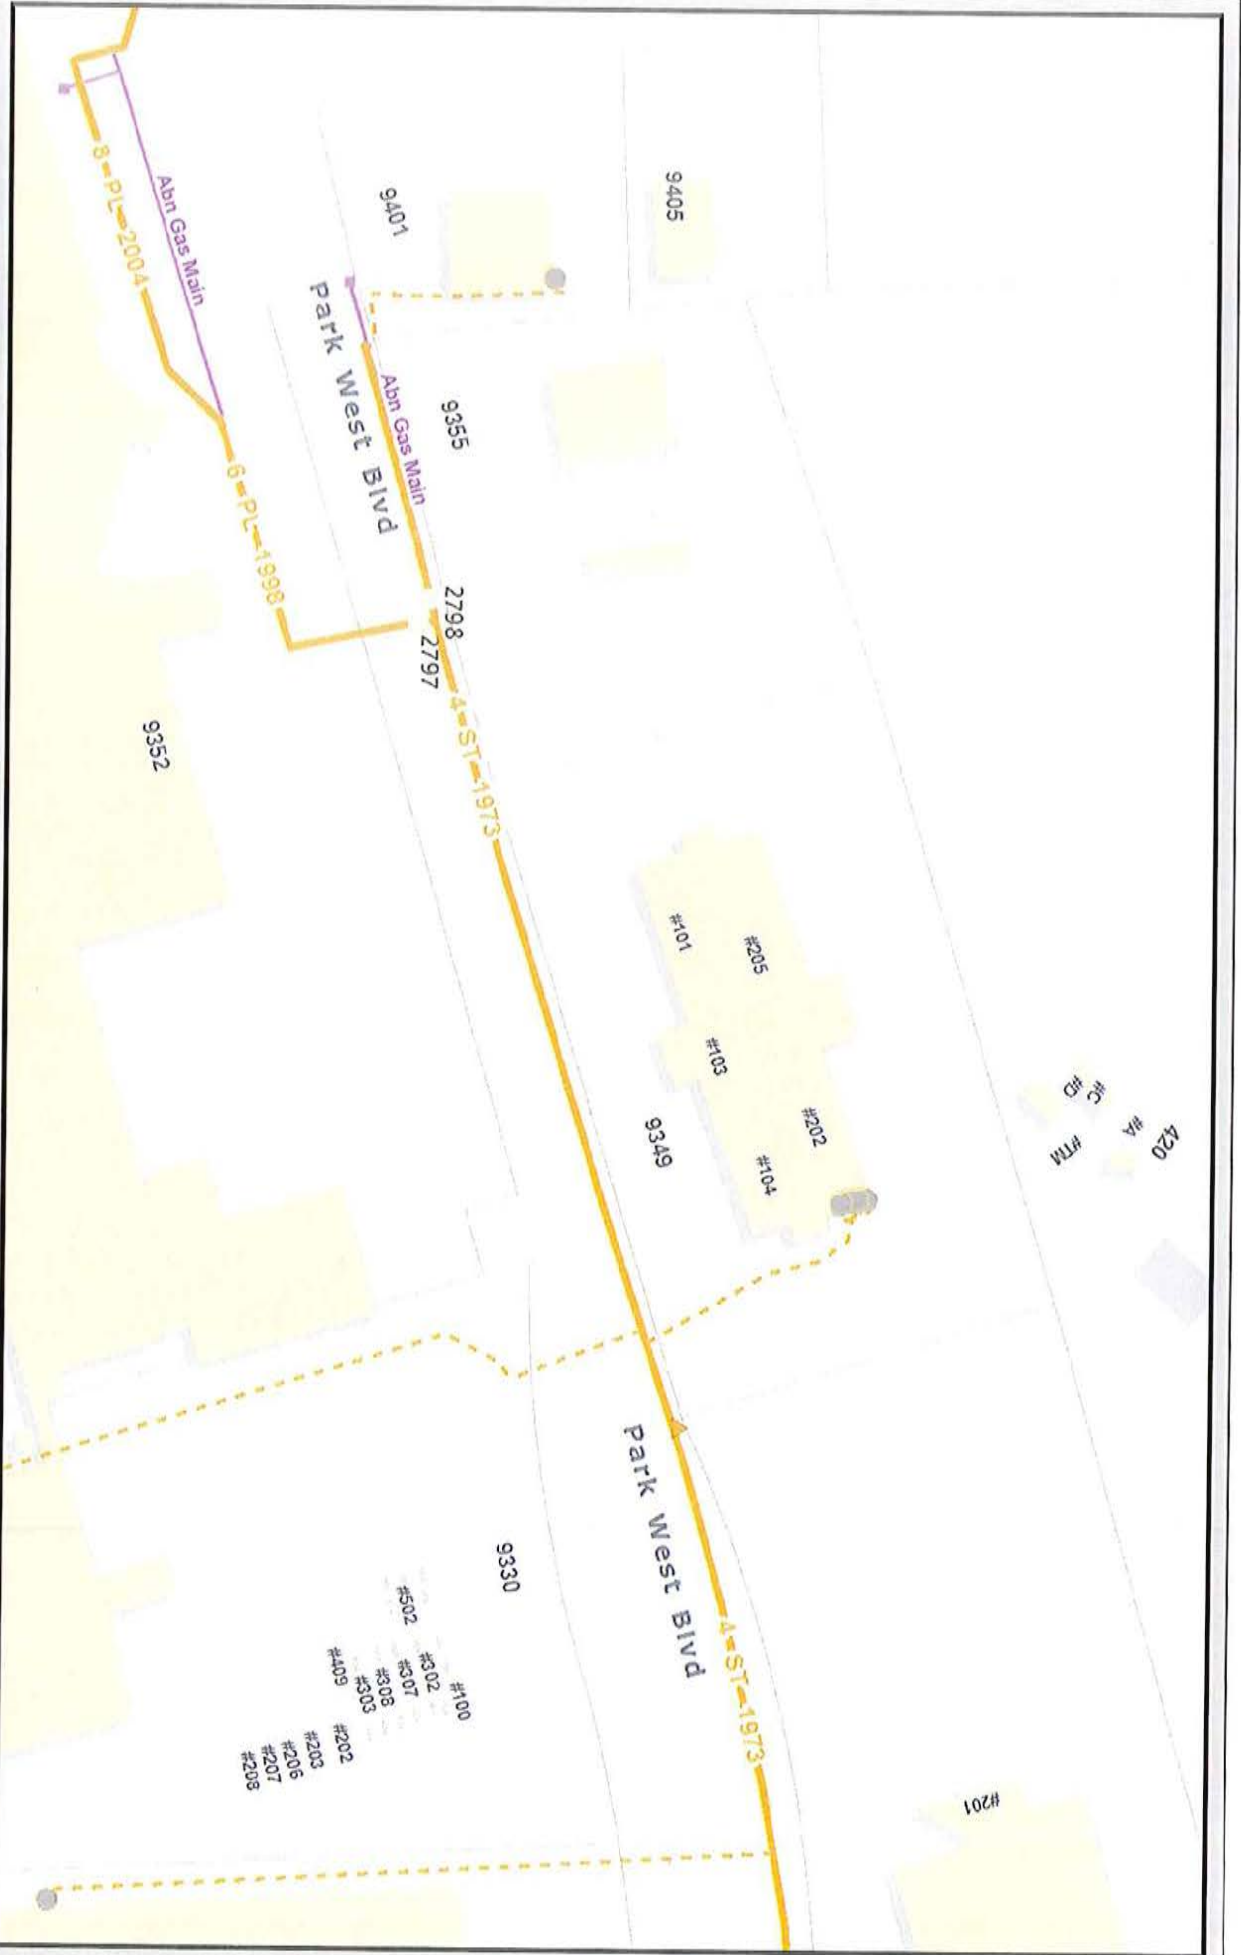 9405
9401
9355
Park West Blvd
Abn Gas Main
Abn Gas Main
8-PL-2004
6-PL-1998
2798
2797
4-ST-1973
9352
#205
#101
#103
#202
#104
9349
420
#A
#C
#D
#TM
Park West Blvd
4-ST-1973
9330
#502
#100
#302
#307
#308
#303
#409
#202
#203
#206
#207
#208
#201